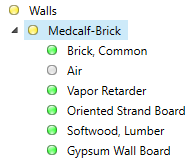 Walls
Medcalf-Brick
Brick, Common
Air
Vapor Retarder
Oriented Strand Board
Softwood, Lumber
Gypsum Wall Board